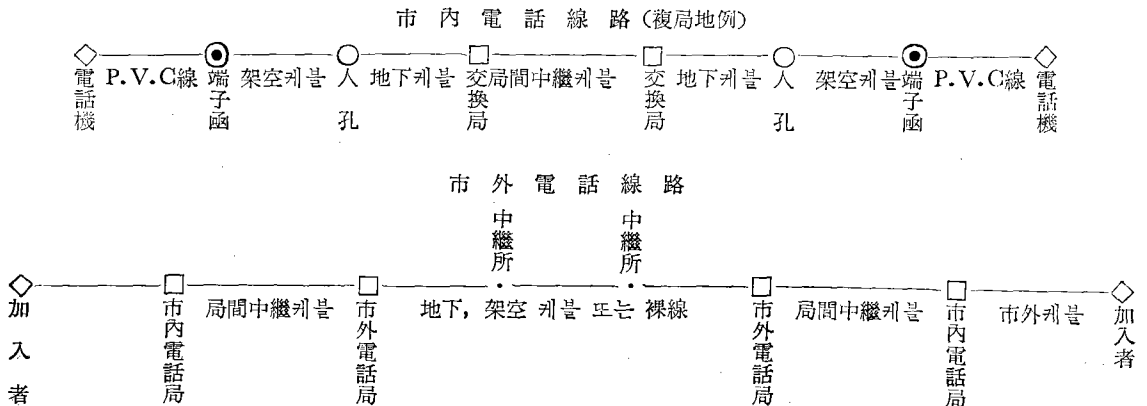 市內電話線路 (複局地例)
電話機 P.V.C線 端子函 架空케블 人孔 地下케블 交換局 局間中繼케블 交換局 地下케블 人孔 架空케블 端子函 P.V.C線 電話機
市外電話線路
中繼所 中繼所
加入者 市內電話局 局間中繼케블 市外電話局 地下, 架空 케블 또는 裸線 市外電話局 局間中繼케블 市內電話局 市外케블 加入者